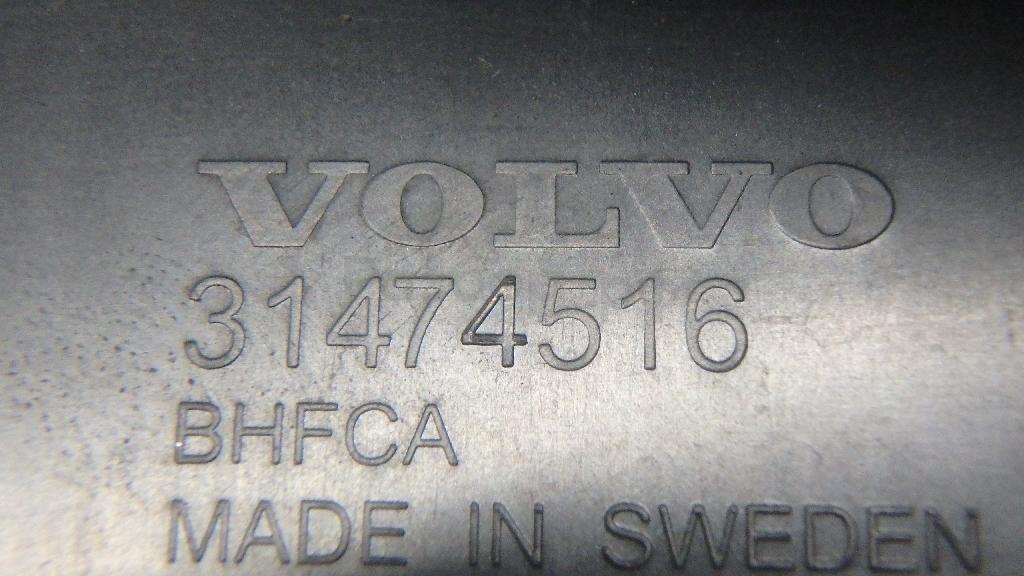 VOLVO
31474516
BHFCA
MADE IN SWEDEN